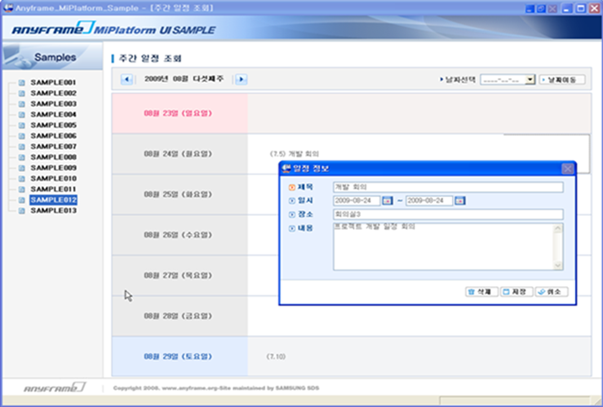 Anyframe_MiPlatform_Sample - [주간 일정 조회]
ANYFRAME MiPlatform UI SAMPLE
Samples
SAMPLE001
SAMPLE002
SAMPLE003
SAMPLE004
SAMPLE005
SAMPLE006
SAMPLE007
SAMPLE008
SAMPLE009
SAMPLE010
SAMPLE011
SAMPLE012
SAMPLE013
주간 일정 조회
2009년 08월 다섯째주
날짜선택 ____-__-__ 날짜이동
08월 23일 (일요일)
08월 24일 (월요일) (7.5) 개발 회의
08월 25일 (화요일)
08월 26일 (수요일)
08월 27일 (목요일)
08월 28일 (금요일)
08월 29일 (토요일) (7.10)
일정 정보
제목 개발 회의
일시 2009-08-24 ~ 2009-08-24
장소 회의실3
내용 프로젝트 개발 일정 회의
삭제 저장 취소
ANYFRAME Copyright 2008. www.anyframe.org-Site maintained by SAMSUNG SDS